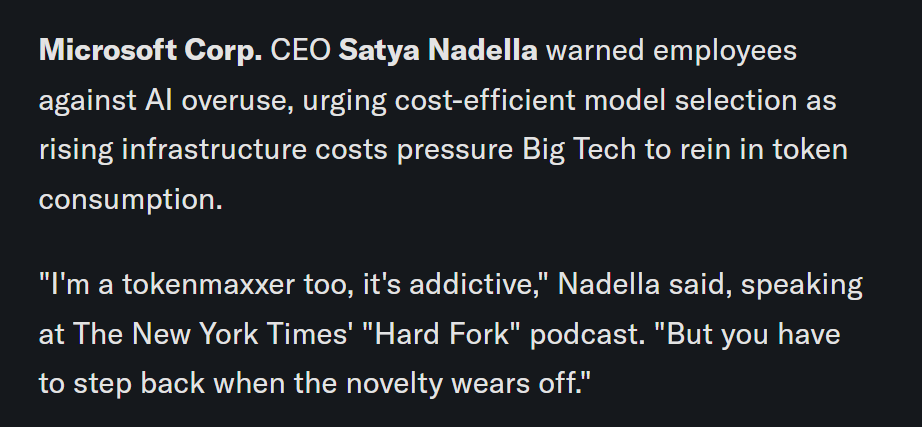 Microsoft Corp. CEO Satya Nadella warned employees
against AI overuse, urging cost-efficient model selection as
rising infrastructure costs pressure Big Tech to rein in token
consumption.
"I'm a tokenmaxxer too, it's addictive," Nadella said, speaking
at The New York Times' "Hard Fork" podcast. "But you have
to step back when the novelty wears off."